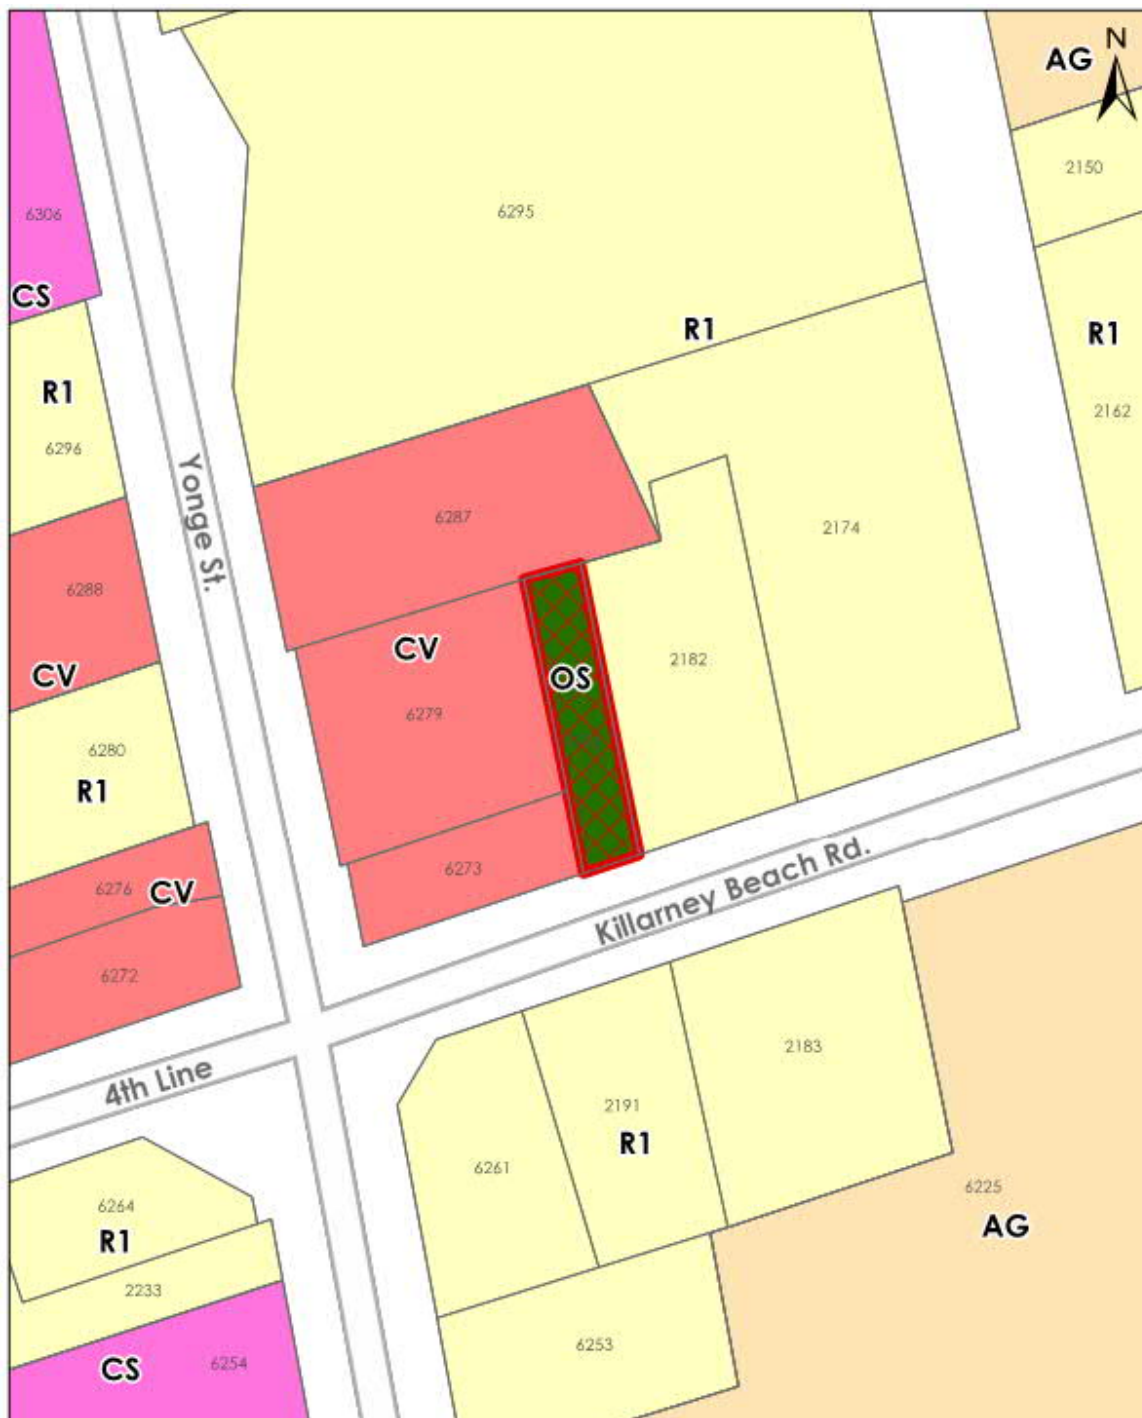 N
AG
2150
6295
6306
CS
R1
R1
R1
2162
6296
Yonge St.
6287
2174
6288
CV
CV
OS
2182
6279
6280
R1
6276
CV
6273
Killarney Beach Rd.
6272
2183
4th Line
2191
R1
6261
6225
AG
6264
R1
2233
6253
CS
6254